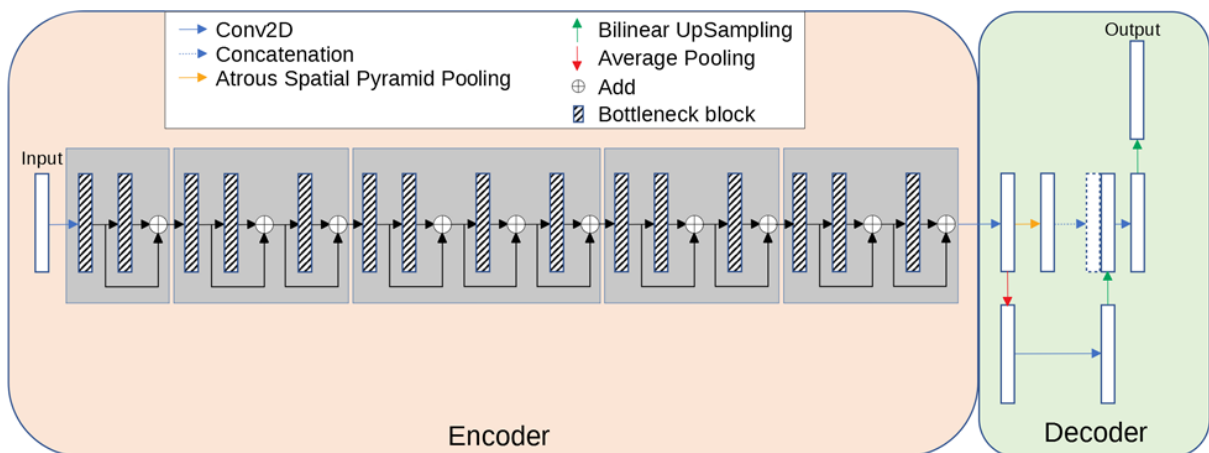 Conv2D
Concatenation
Atrous Spatial Pyramid Pooling
Bilinear UpSampling
Average Pooling
Add
Bottleneck block
Input
Output
Encoder
Decoder